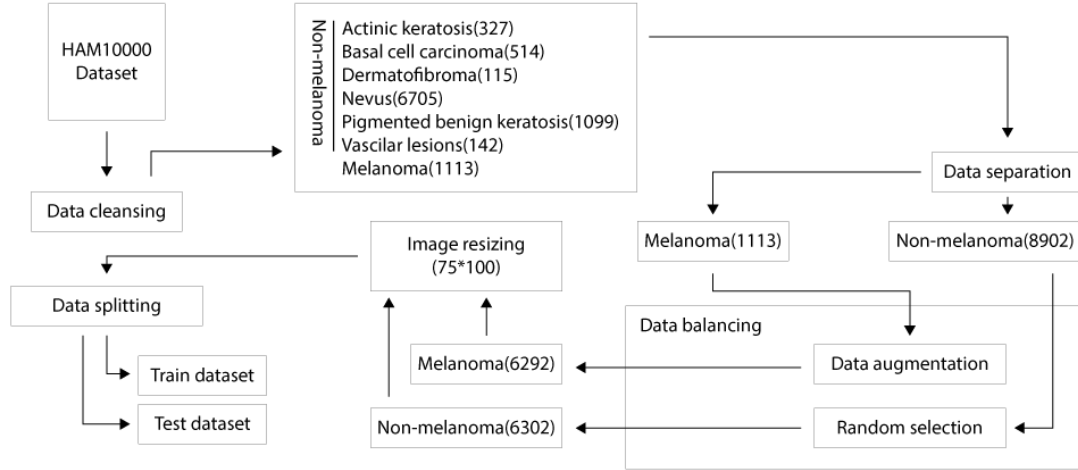 HAM10000
Dataset
Non-melanoma
Actinic keratosis(327)
Basal cell carcinoma(514)
Dermatofibroma(115)
Nevus(6705)
Pigmented benign keratosis(1099)
Vascilar lesions(142)
Melanoma(1113)
Data cleansing
Data separation
Melanoma(1113)
Non-melanoma(8902)
Image resizing
(75*100)
Data splitting
Data balancing
Melanoma(6292)
Data augmentation
Train dataset
Non-melanoma(6302)
Random selection
Test dataset